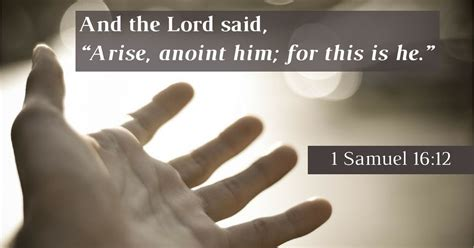 And the Lord said,
“Arise, anoint him; for this is he.”
1 Samuel 16:12